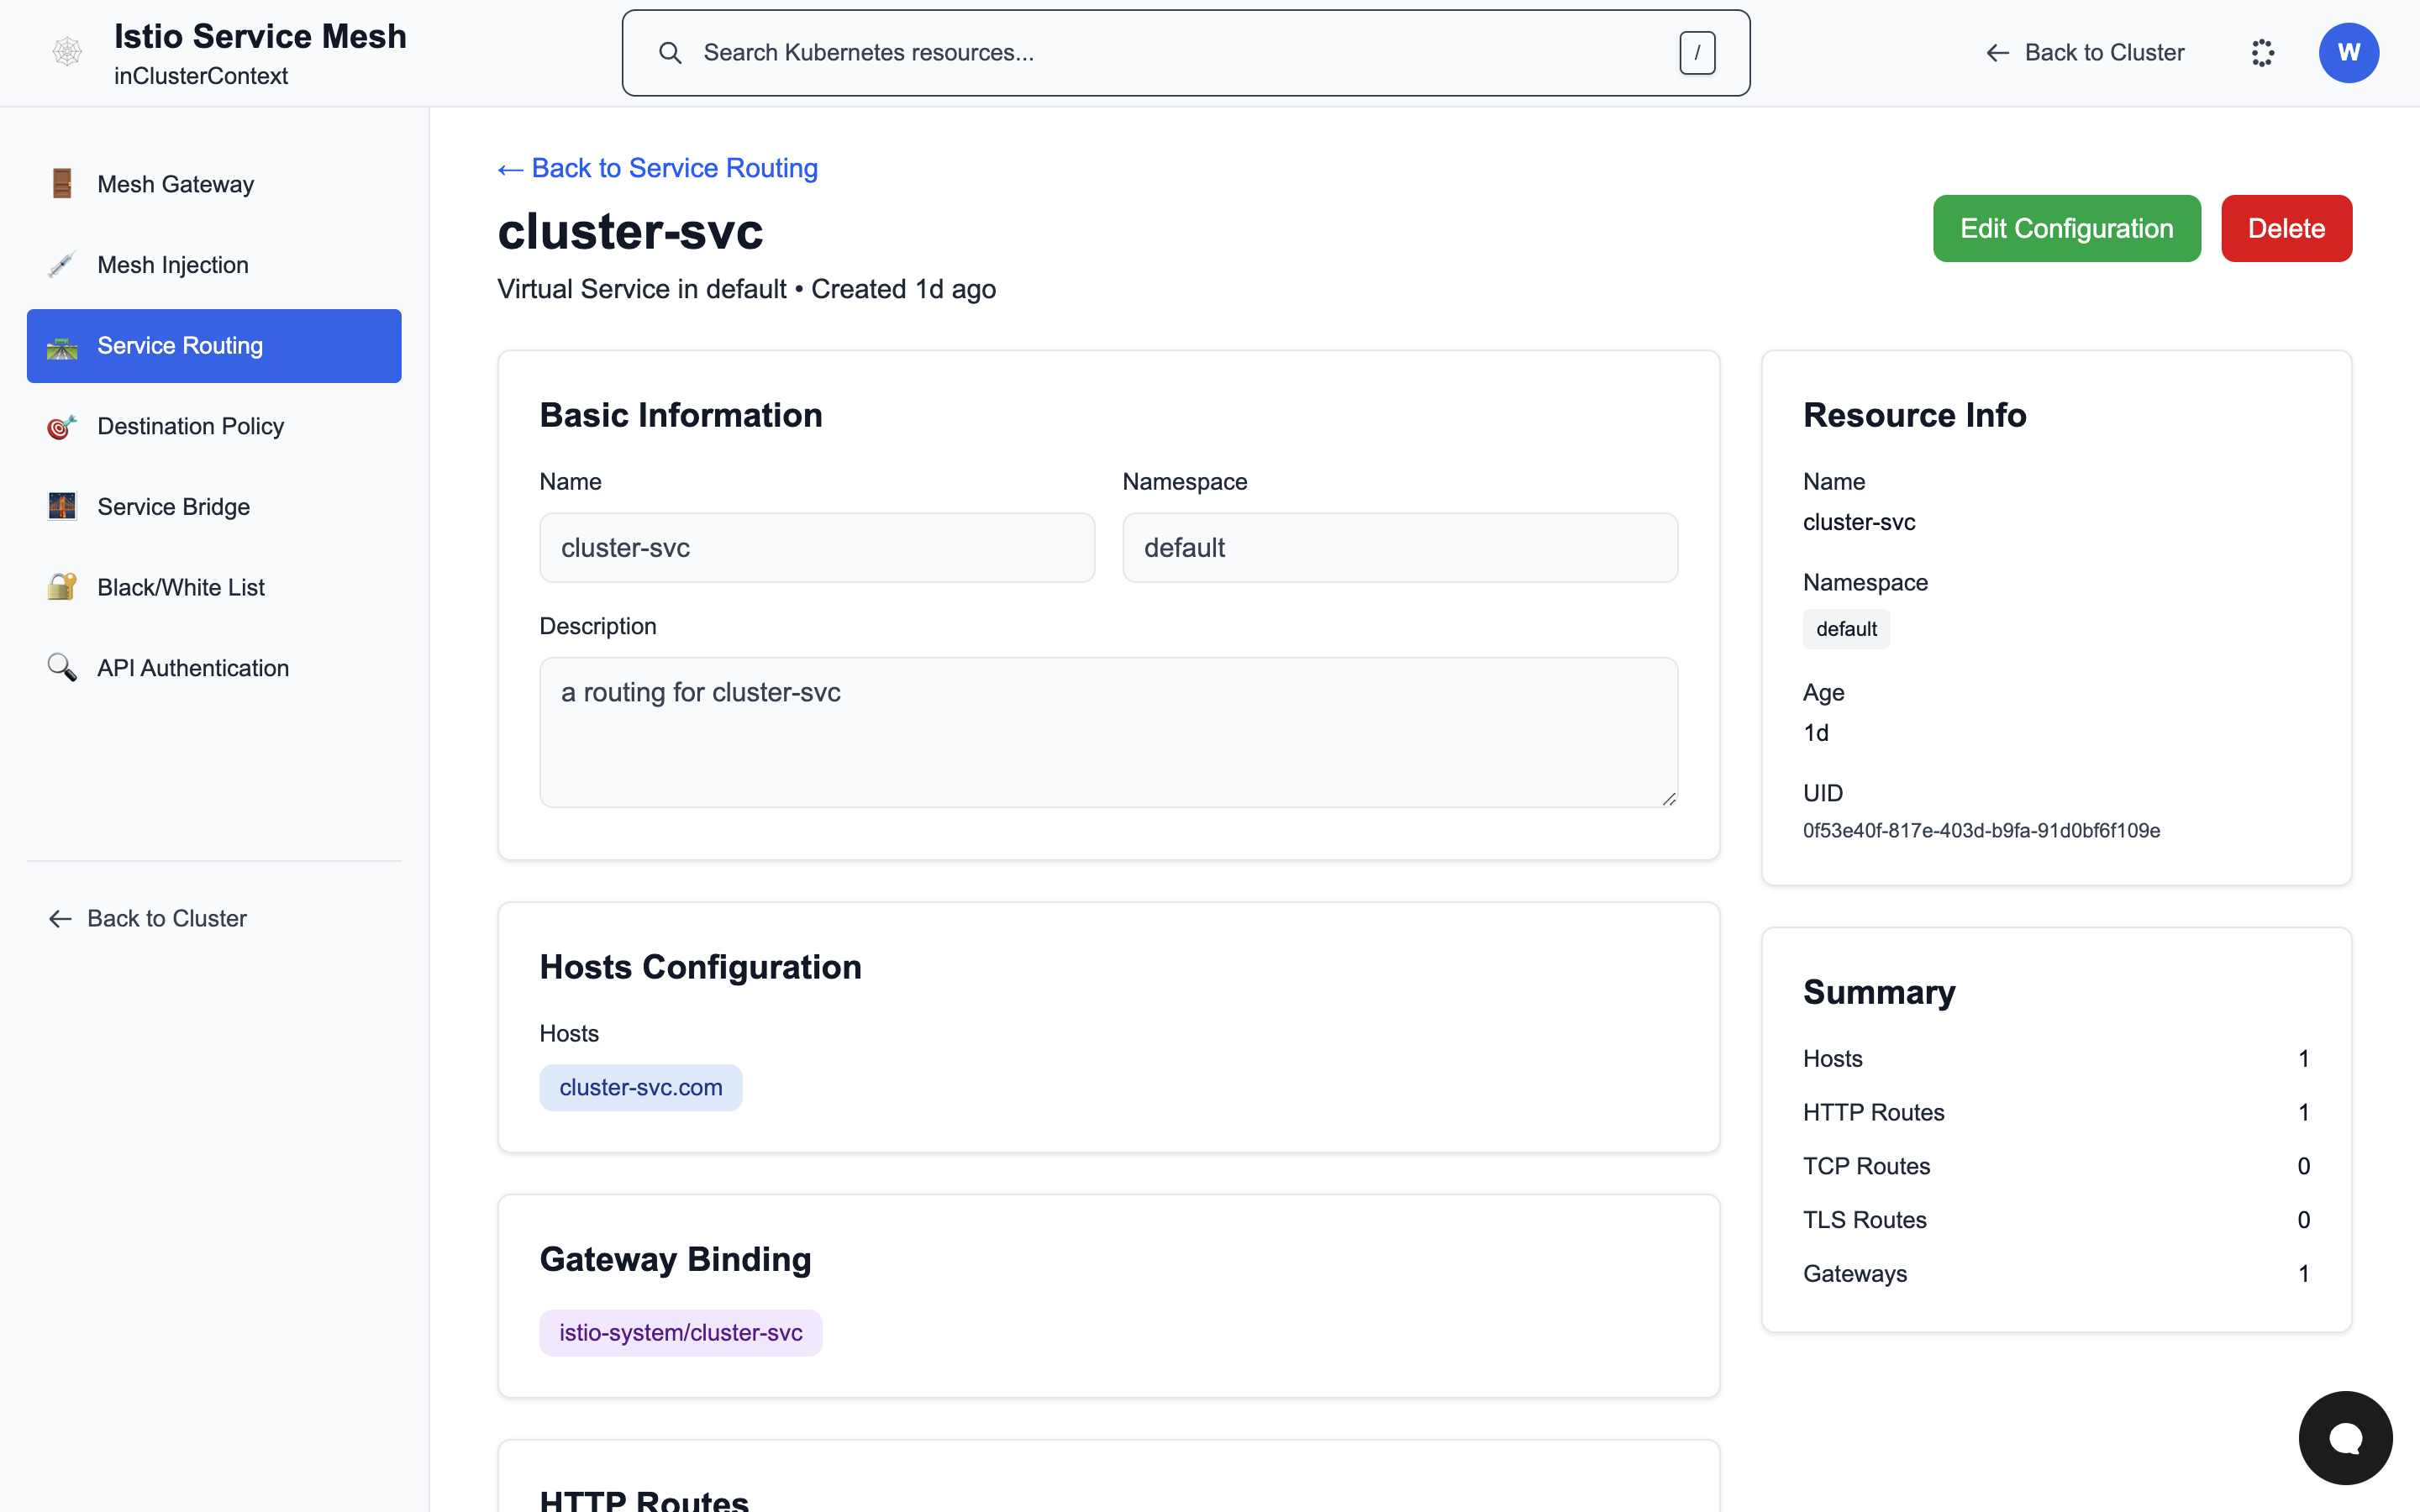 Istio Service Mesh
inClusterContext
Search Kubernetes resources...
/
← Back to Cluster
W
Mesh Gateway
Mesh Injection
Service Routing
Destination Policy
Service Bridge
Black/White List
API Authentication
← Back to Cluster
← Back to Service Routing
cluster-svc
Virtual Service in default • Created 1d ago
Edit Configuration
Delete
Basic Information
Name
Namespace
cluster-svc
default
Description
a routing for cluster-svc
Hosts Configuration
Hosts
cluster-svc.com
Gateway Binding
istio-system/cluster-svc
HTTP Routes
Resource Info
Name
cluster-svc
Namespace
default
Age
1d
UID
0f53e40f-817e-403d-b9fa-91d0bf6f109e
Summary
Hosts 1
HTTP Routes 1
TCP Routes 0
TLS Routes 0
Gateways 1